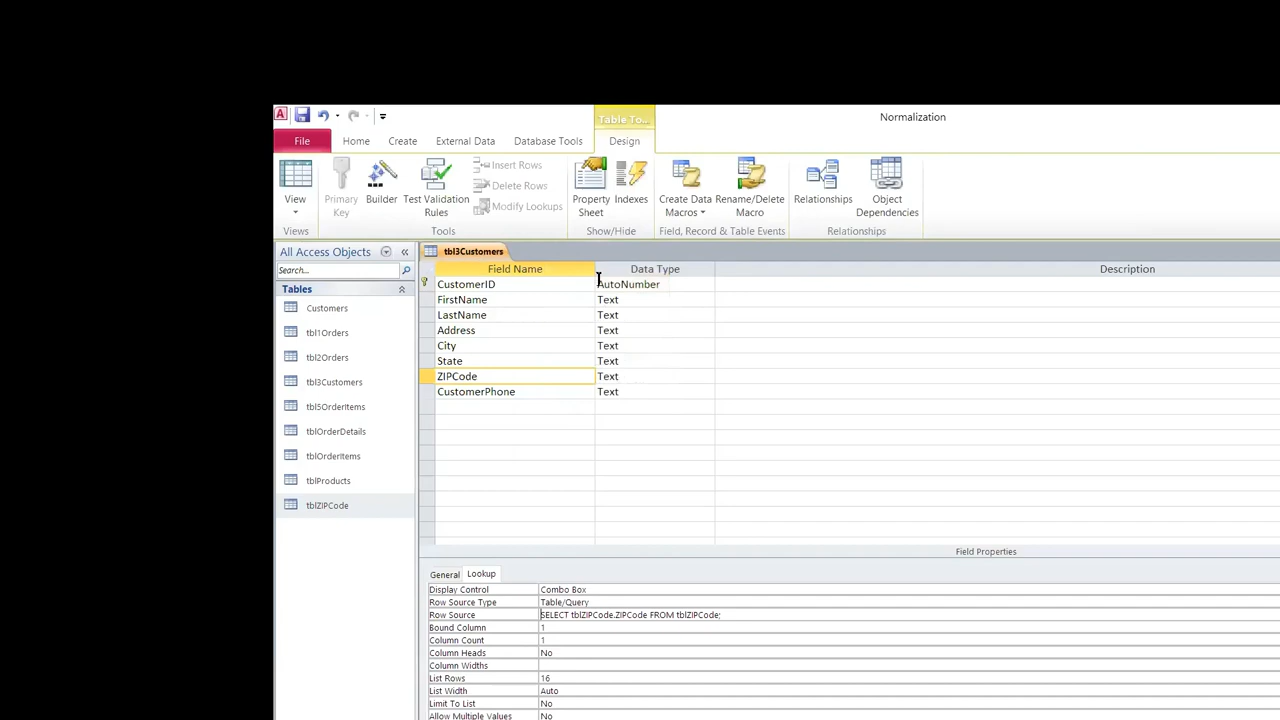 Table To...
Normalization
File
Home
Create
External Data
Database Tools
Design
View
Primary Key
Builder
Test Validation Rules
Insert Rows
Delete Rows
Modify Lookups
Property Sheet
Indexes
Create Data Macros
Rename/Delete Macro
Relationships
Object Dependencies
Views
Tools
Show/Hide
Field, Record & Table Events
Relationships
All Access Objects
Search...
Tables
Customers
tbl1Orders
tbl2Orders
tbl3Customers
tbl5OrderItems
tblOrderDetails
tblOrderItems
tblProducts
tblZIPCode
tbl3Customers
Field Name Data Type Description
CustomerID AutoNumber
FirstName Text
LastName Text
Address Text
City Text
State Text
ZIPCode Text
CustomerPhone Text
Field Properties
General Lookup
Display Control Combo Box
Row Source Type Table/Query
Row Source SELECT tblZIPCode.ZIPCode FROM tblZIPCode;
Bound Column 1
Column Count 1
Column Heads No
Column Widths
List Rows 16
List Width Auto
Limit To List No
Allow Multiple Values No